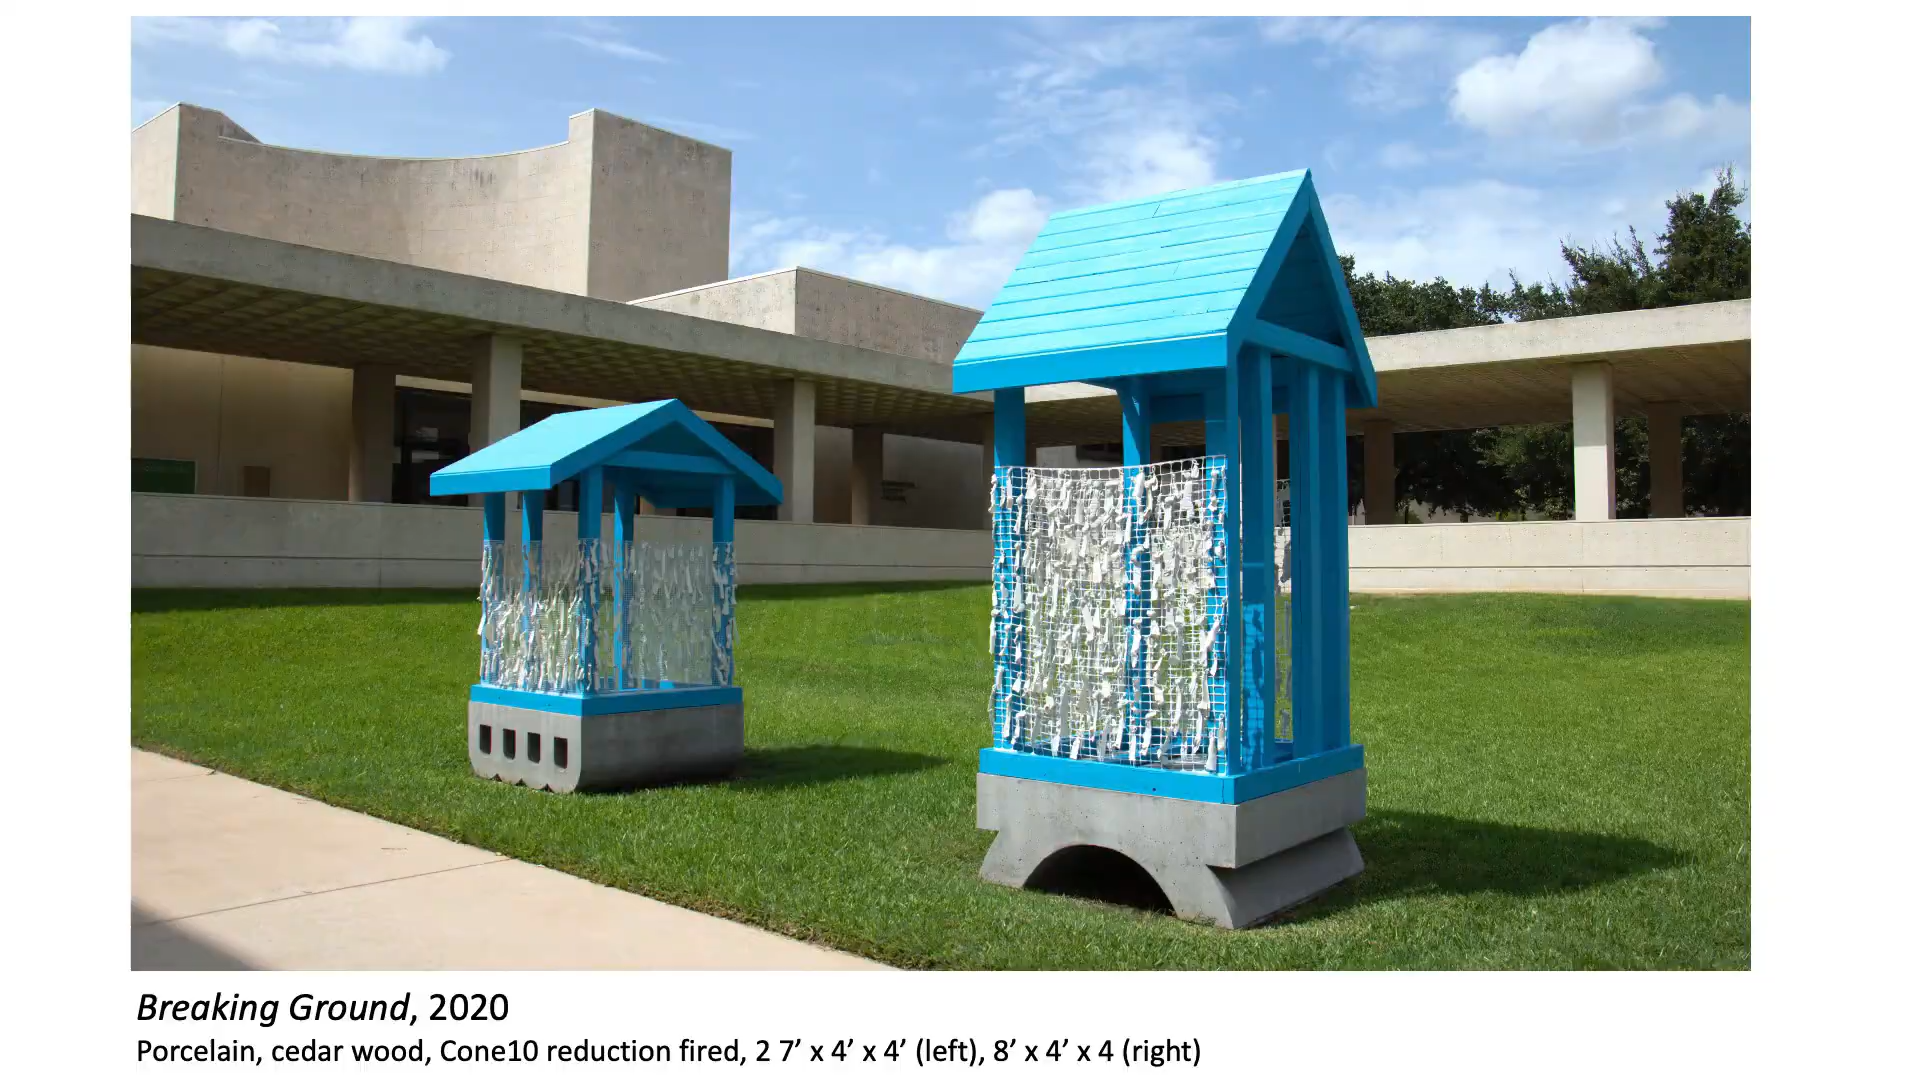 Breaking Ground, 2020
Porcelain, cedar wood, Cone10 reduction fired, 2 7’ x 4’ x 4’ (left), 8’ x 4’ x 4 (right)